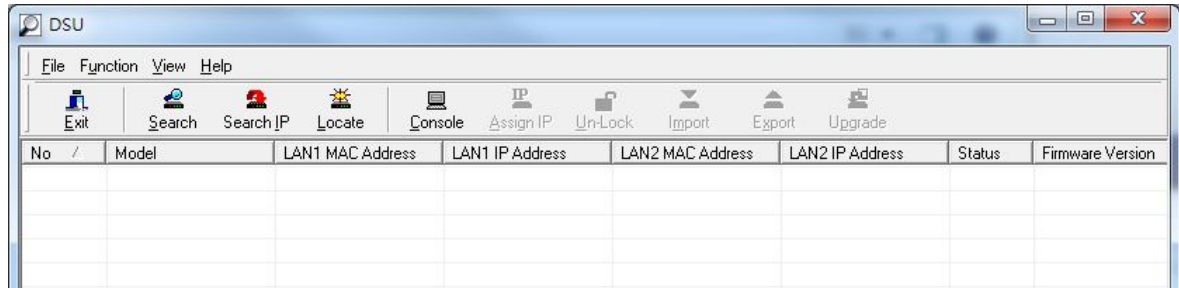 DSU
File Function View Help
Exit Search Search IP Locate Console Assign IP Un-Lock Import Export Upgrade
No Model LAN1 MAC Address LAN1 IP Address LAN2 MAC Address LAN2 IP Address Status Firmware Version